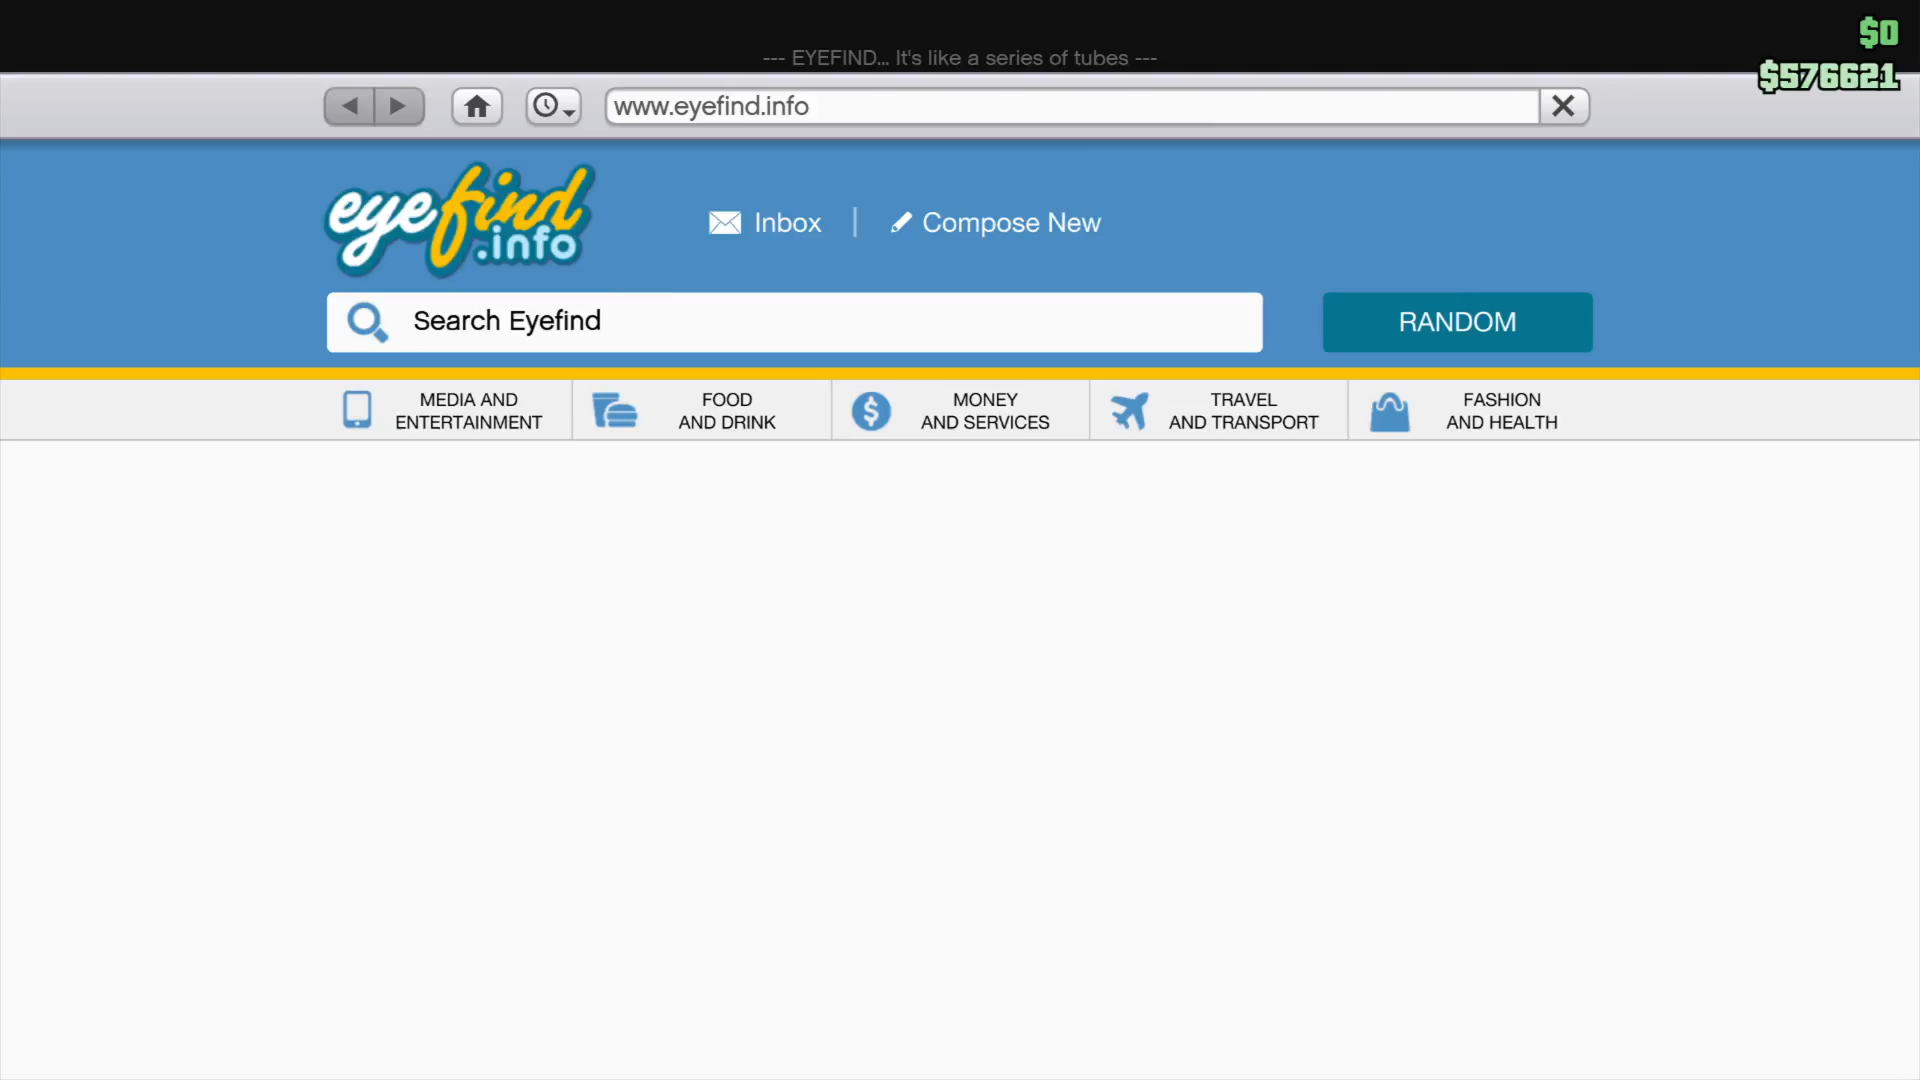 $0
--- EYEFIND... It's like a series of tubes ---
$576621
www.eyefind.info
eyefind
.info
Inbox
Compose New
Search Eyefind
RANDOM
MEDIA AND
ENTERTAINMENT
FOOD
AND DRINK
MONEY
AND SERVICES
TRAVEL
AND TRANSPORT
FASHION
AND HEALTH